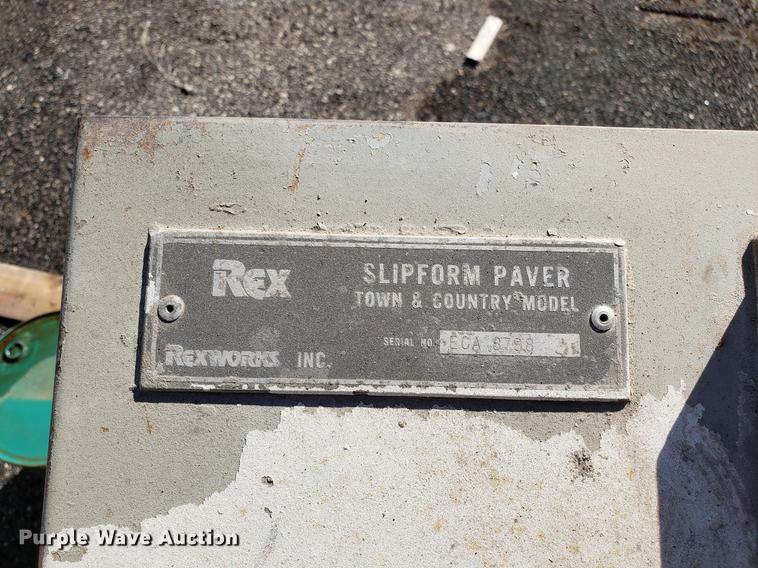 REX
SLIPFORM PAVER
TOWN & COUNTRY MODEL
SERIAL NO.
REXWORKS INC.
Purple Wave Auction